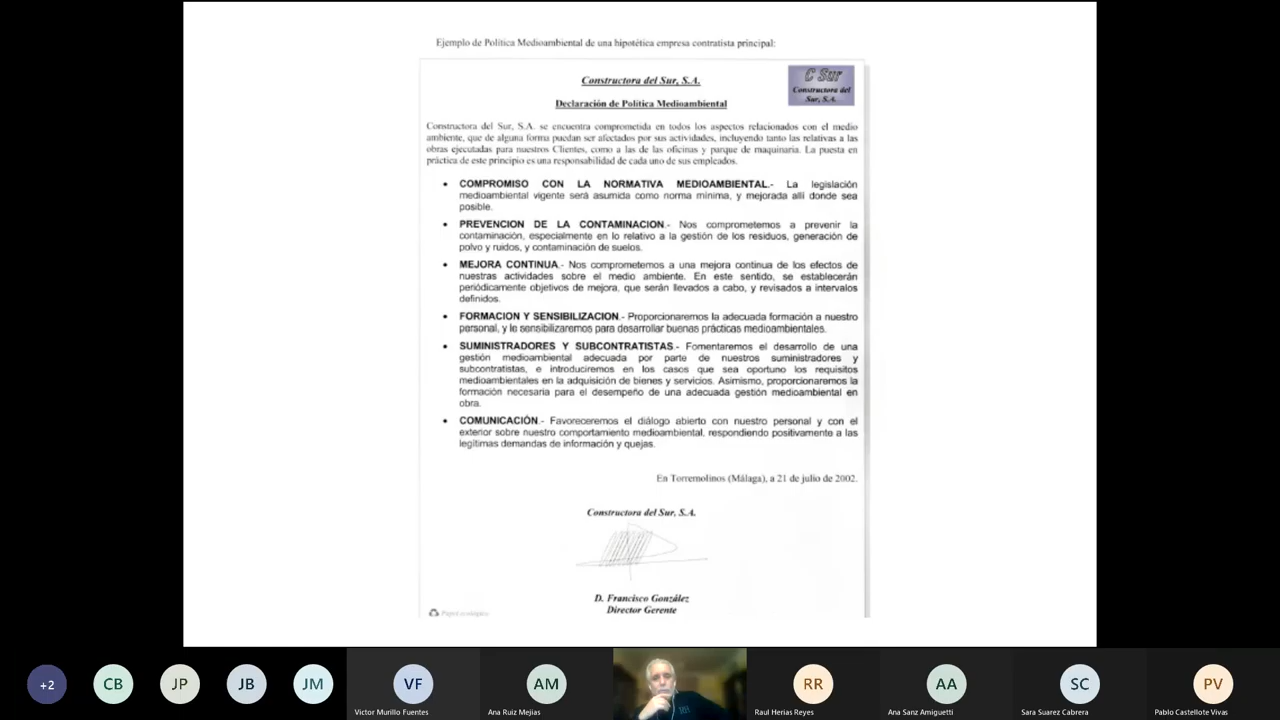 Ejemplo de Política Medioambiental de una hipotética empresa contratista principal:
Constructora del Sur, S.A.
C Sur
Constructora del
Sur, S.A.
Declaración de Política Medioambiental
Constructora del Sur, S.A. se encuentra comprometida en todos los aspectos relacionados con el medio
ambiente, que de alguna forma puedan ser afectados por sus actividades, incluyendo tanto las relativas a las
obras ejecutadas para nuestros Clientes, como a las de las oficinas y parque de maquinaria. La puesta en
práctica de este principio es una responsabilidad de cada uno de sus empleados.
• COMPROMISO CON LA NORMATIVA MEDIOAMBIENTAL.- La legislación
medioambiental vigente será asumida como norma mínima, y mejorada allí donde sea
posible.
• PREVENCION DE LA CONTAMINACION.- Nos comprometemos a prevenir la
contaminación, especialmente en lo relativo a la gestión de los residuos, generación de
polvo y ruidos, y contaminación de suelos.
• MEJORA CONTINUA.- Nos comprometemos a una mejora continua de los efectos de
nuestras actividades sobre el medio ambiente. En este sentido, se establecerán
periódicamente objetivos de mejora, que serán llevados a cabo, y revisados a intervalos
definidos.
• FORMACION Y SENSIBILIZACION.- Proporcionaremos la adecuada formación a nuestro
personal, y le sensibilizaremos para desarrollar buenas prácticas medioambientales.
• SUMINISTRADORES Y SUBCONTRATISTAS.- Fomentaremos el desarrollo de una
gestión medioambiental adecuada por parte de nuestros suministradores y
subcontratistas, e introduciremos en los casos que sea oportuno los requisitos
medioambientales en la adquisición de bienes y servicios. Asimismo, proporcionaremos la
formación necesaria para el desempeño de una adecuada gestión medioambiental en
obra.
• COMUNICACIÓN.- Favoreceremos el diálogo abierto con nuestro personal y con el
exterior sobre nuestro comportamiento medioambiental, respondiendo positivamente a las
legítimas demandas de información y quejas.
En Torremolinos (Málaga), a 21 de julio de 2002.
Constructora del Sur, S.A.
D. Francisco González
Director Gerente
Papel ecológico
+2
CB
JP
JB
JM
VF
Victor Murillo Fuentes
AM
Ana Ruiz Mejias
RR
Raul Herias Reyes
AA
Ana Sanz Amiguetti
SC
Sara Suarez Cabrera
PV
Pablo Castellote Vivas